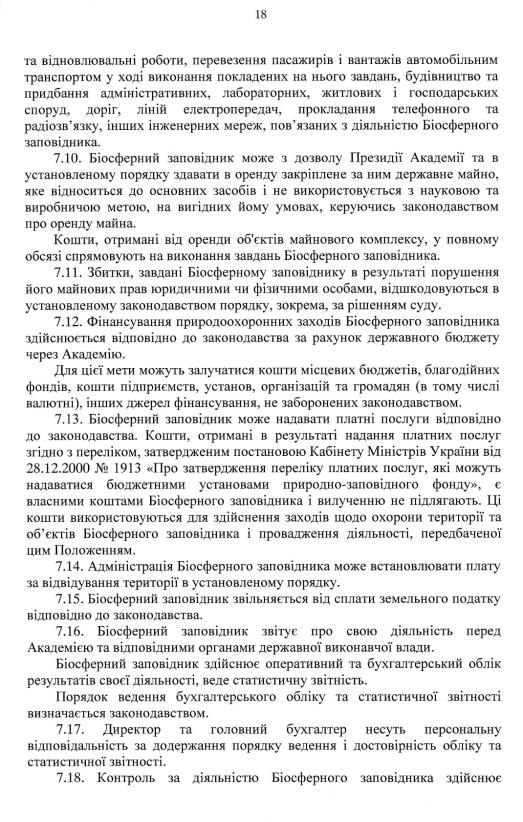 18
та відновлювальні роботи, перевезення пасажирів і вантажів автомобільним
транспортом у ході виконання покладених на нього завдань, будівництво та
придбання адміністративних, лабораторних, житлових і господарських
споруд, доріг, ліній електропередач, прокладання телефонного та
радіозв’язку, інших інженерних мереж, пов’язаних з діяльністю Біосферного
заповідника.
7.10. Біосферний заповідник може з дозволу Президії Академії та в
установленому порядку здавати в оренду закріплене за ним державне майно,
яке відноситься до основних засобів і не використовується з науковою та
виробничою метою, на вигідних йому умовах, керуючись законодавством
про оренду майна.
Кошти, отримані від оренди об'єктів майнового комплексу, у повному
обсязі спрямовують на виконання завдань Біосферного заповідника.
7.11. Збитки, завдані Біосферному заповіднику в результаті порушення
його майнових прав юридичними чи фізичними особами, відшкодовуються в
установленому законодавством порядку, зокрема, за рішенням суду.
7.12. Фінансування природоохоронних заходів Біосферного заповідника
здійснюється відповідно до законодавства за рахунок державного бюджету
через Академію.
Для цієї мети можуть залучатися кошти місцевих бюджетів, благодійних
фондів, кошти підприємств, установ, організацій та громадян (в тому числі
валютні), інших джерел фінансування, не заборонених законодавством.
7.13. Біосферний заповідник може надавати платні послуги відповідно
до законодавства. Кошти, отримані в результаті надання платних послуг
згідно з переліком, затвердженим постановою Кабінету Міністрів України від
28.12.2000 № 1913 «Про затвердження переліку платних послуг, які можуть
надаватися бюджетними установами природно-заповідного фонду», є
власними коштами Біосферного заповідника і вилученню не підлягають. Ці
кошти використовуються для здійснення заходів щодо охорони території та
об’єктів Біосферного заповідника і провадження діяльності, передбаченої
цим Положенням.
7.14. Адміністрація Біосферного заповідника може встановлювати плату
за відвідування території в установленому порядку.
7.15. Біосферний заповідник звільняється від сплати земельного податку
відповідно до законодавства.
7.16. Біосферний заповідник звітує про свою діяльність перед
Академією та відповідними органами державної виконавчої влади.
Біосферний заповідник здійснює оперативний та бухгалтерський облік
результатів своєї діяльності, веде статистичну звітність.
Порядок ведення бухгалтерського обліку та статистичної звітності
визначається законодавством.
7.17. Директор та головний бухгалтер несуть персональну
відповідальність за додержання порядку ведення і достовірність обліку та
статистичної звітності.
7.18. Контроль за діяльністю Біосферного заповідника здійснює